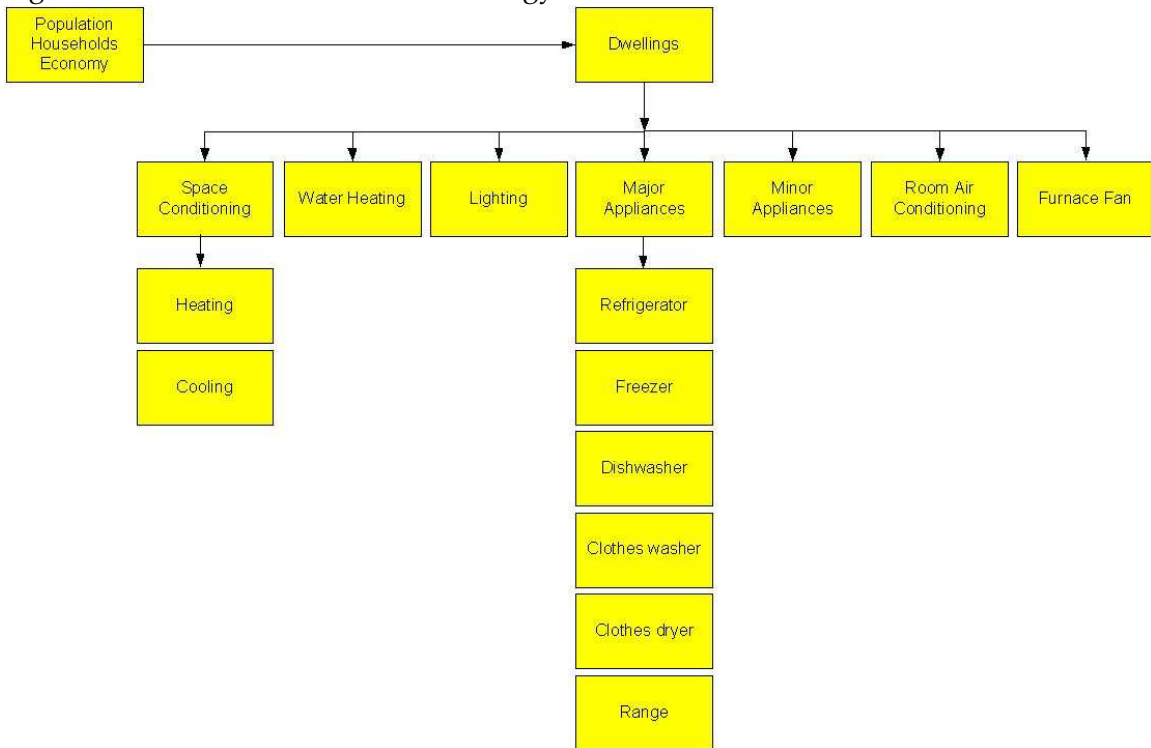 Population
Households
Economy
Dwellings
Space
Conditioning
Water Heating
Lighting
Major
Appliances
Minor
Appliances
Room Air
Conditioning
Furnace Fan
Heating
Refrigerator
Cooling
Freezer
Dishwasher
Clothes washer
Clothes dryer
Range